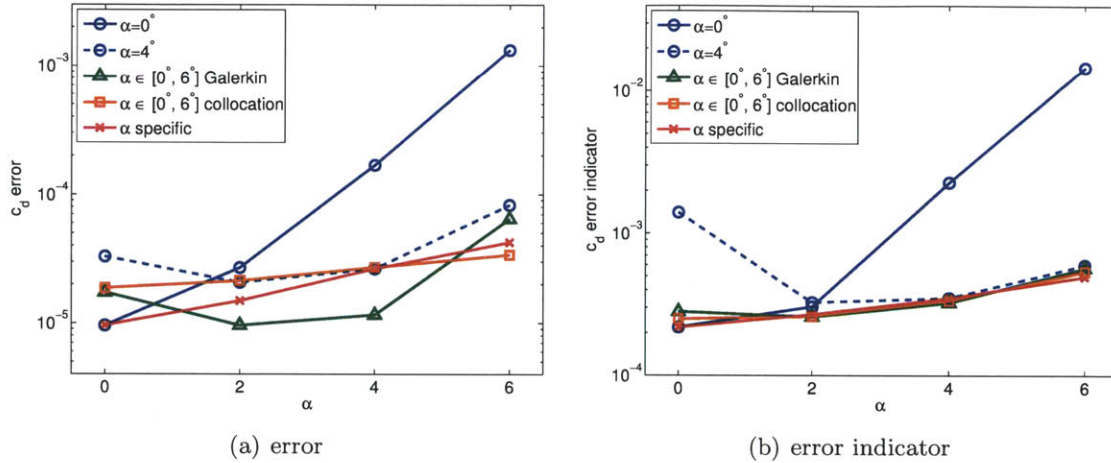 α=0°
α=4°
α ∈ [0°, 6°] Galerkin
α ∈ [0°, 6°] collocation
α specific
10⁻³
10⁻⁴
10⁻⁵
c_d error
0 2 4 6
α
(a) error
α=0°
α=4°
α ∈ [0°, 6°] Galerkin
α ∈ [0°, 6°] collocation
α specific
10⁻²
10⁻³
10⁻⁴
c_d error indicator
0 2 4 6
α
(b) error indicator